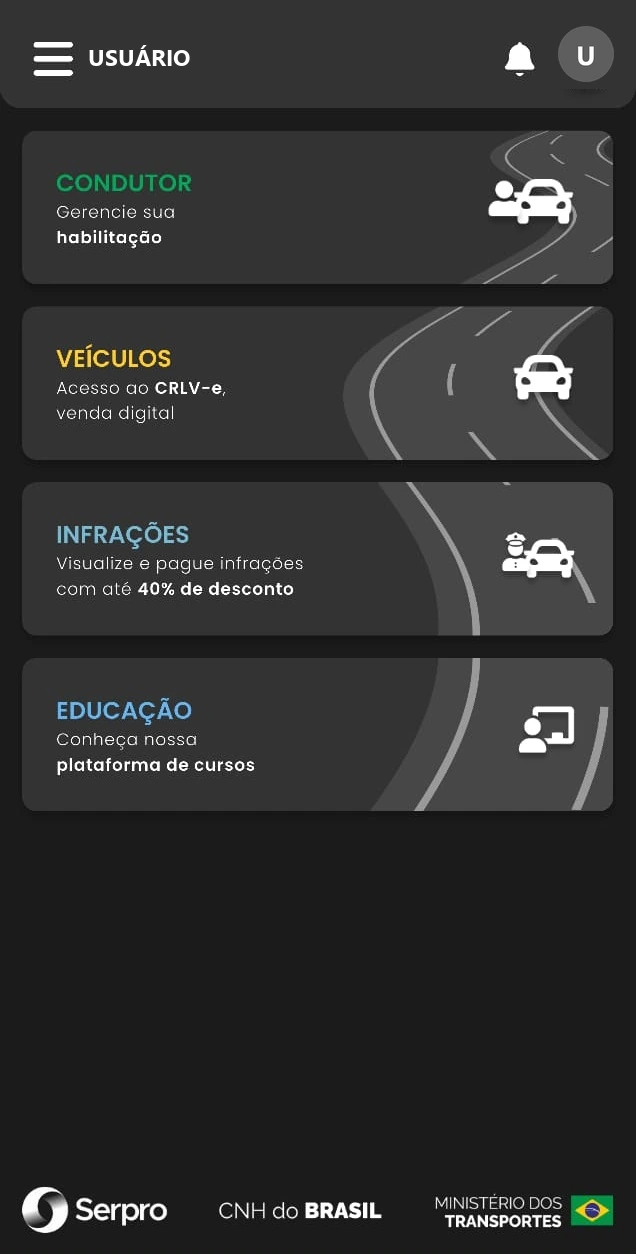 USUÁRIO
U
CONDUTOR
Gerencie sua
habilitação
VEÍCULOS
Acesso ao CRLV-e,
venda digital
INFRAÇÕES
Visualize e pague infrações
com até 40% de desconto
EDUCAÇÃO
Conheça nossa
plataforma de cursos
Serpro
CNH do BRASIL
MINISTÉRIO DOS
TRANSPORTES